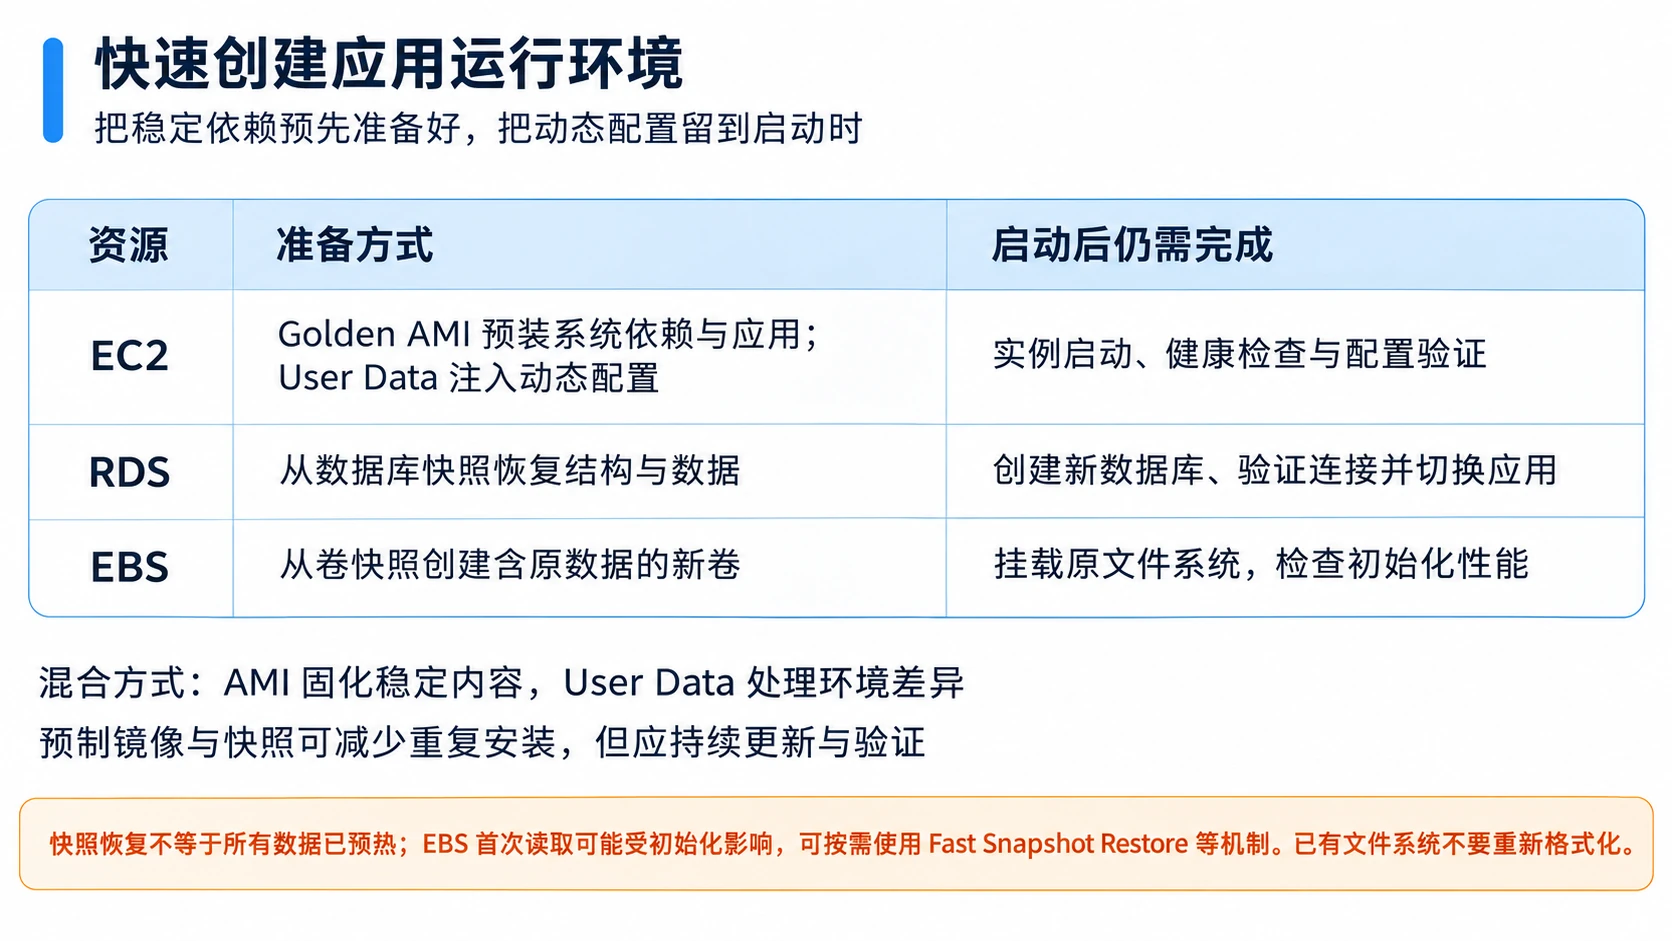 快速创建应用运行环境
把稳定依赖预先准备好，把动态配置留到启动时
资源
准备方式
启动后仍需完成
EC2
Golden AMI 预装系统依赖与应用；
User Data 注入动态配置
实例启动、健康检查与配置验证
RDS
从数据库快照恢复结构与数据
创建新数据库、验证连接并切换应用
EBS
从卷快照创建含原数据的新卷
挂载原文件系统，检查初始化性能
混合方式：AMI 固化稳定内容，User Data 处理环境差异
预制镜像与快照可减少重复安装，但应持续更新与验证
快照恢复不等于所有数据已预热；EBS 首次读取可能受初始化影响，可按需使用 Fast Snapshot Restore 等机制。已有文件系统不要重新格式化。